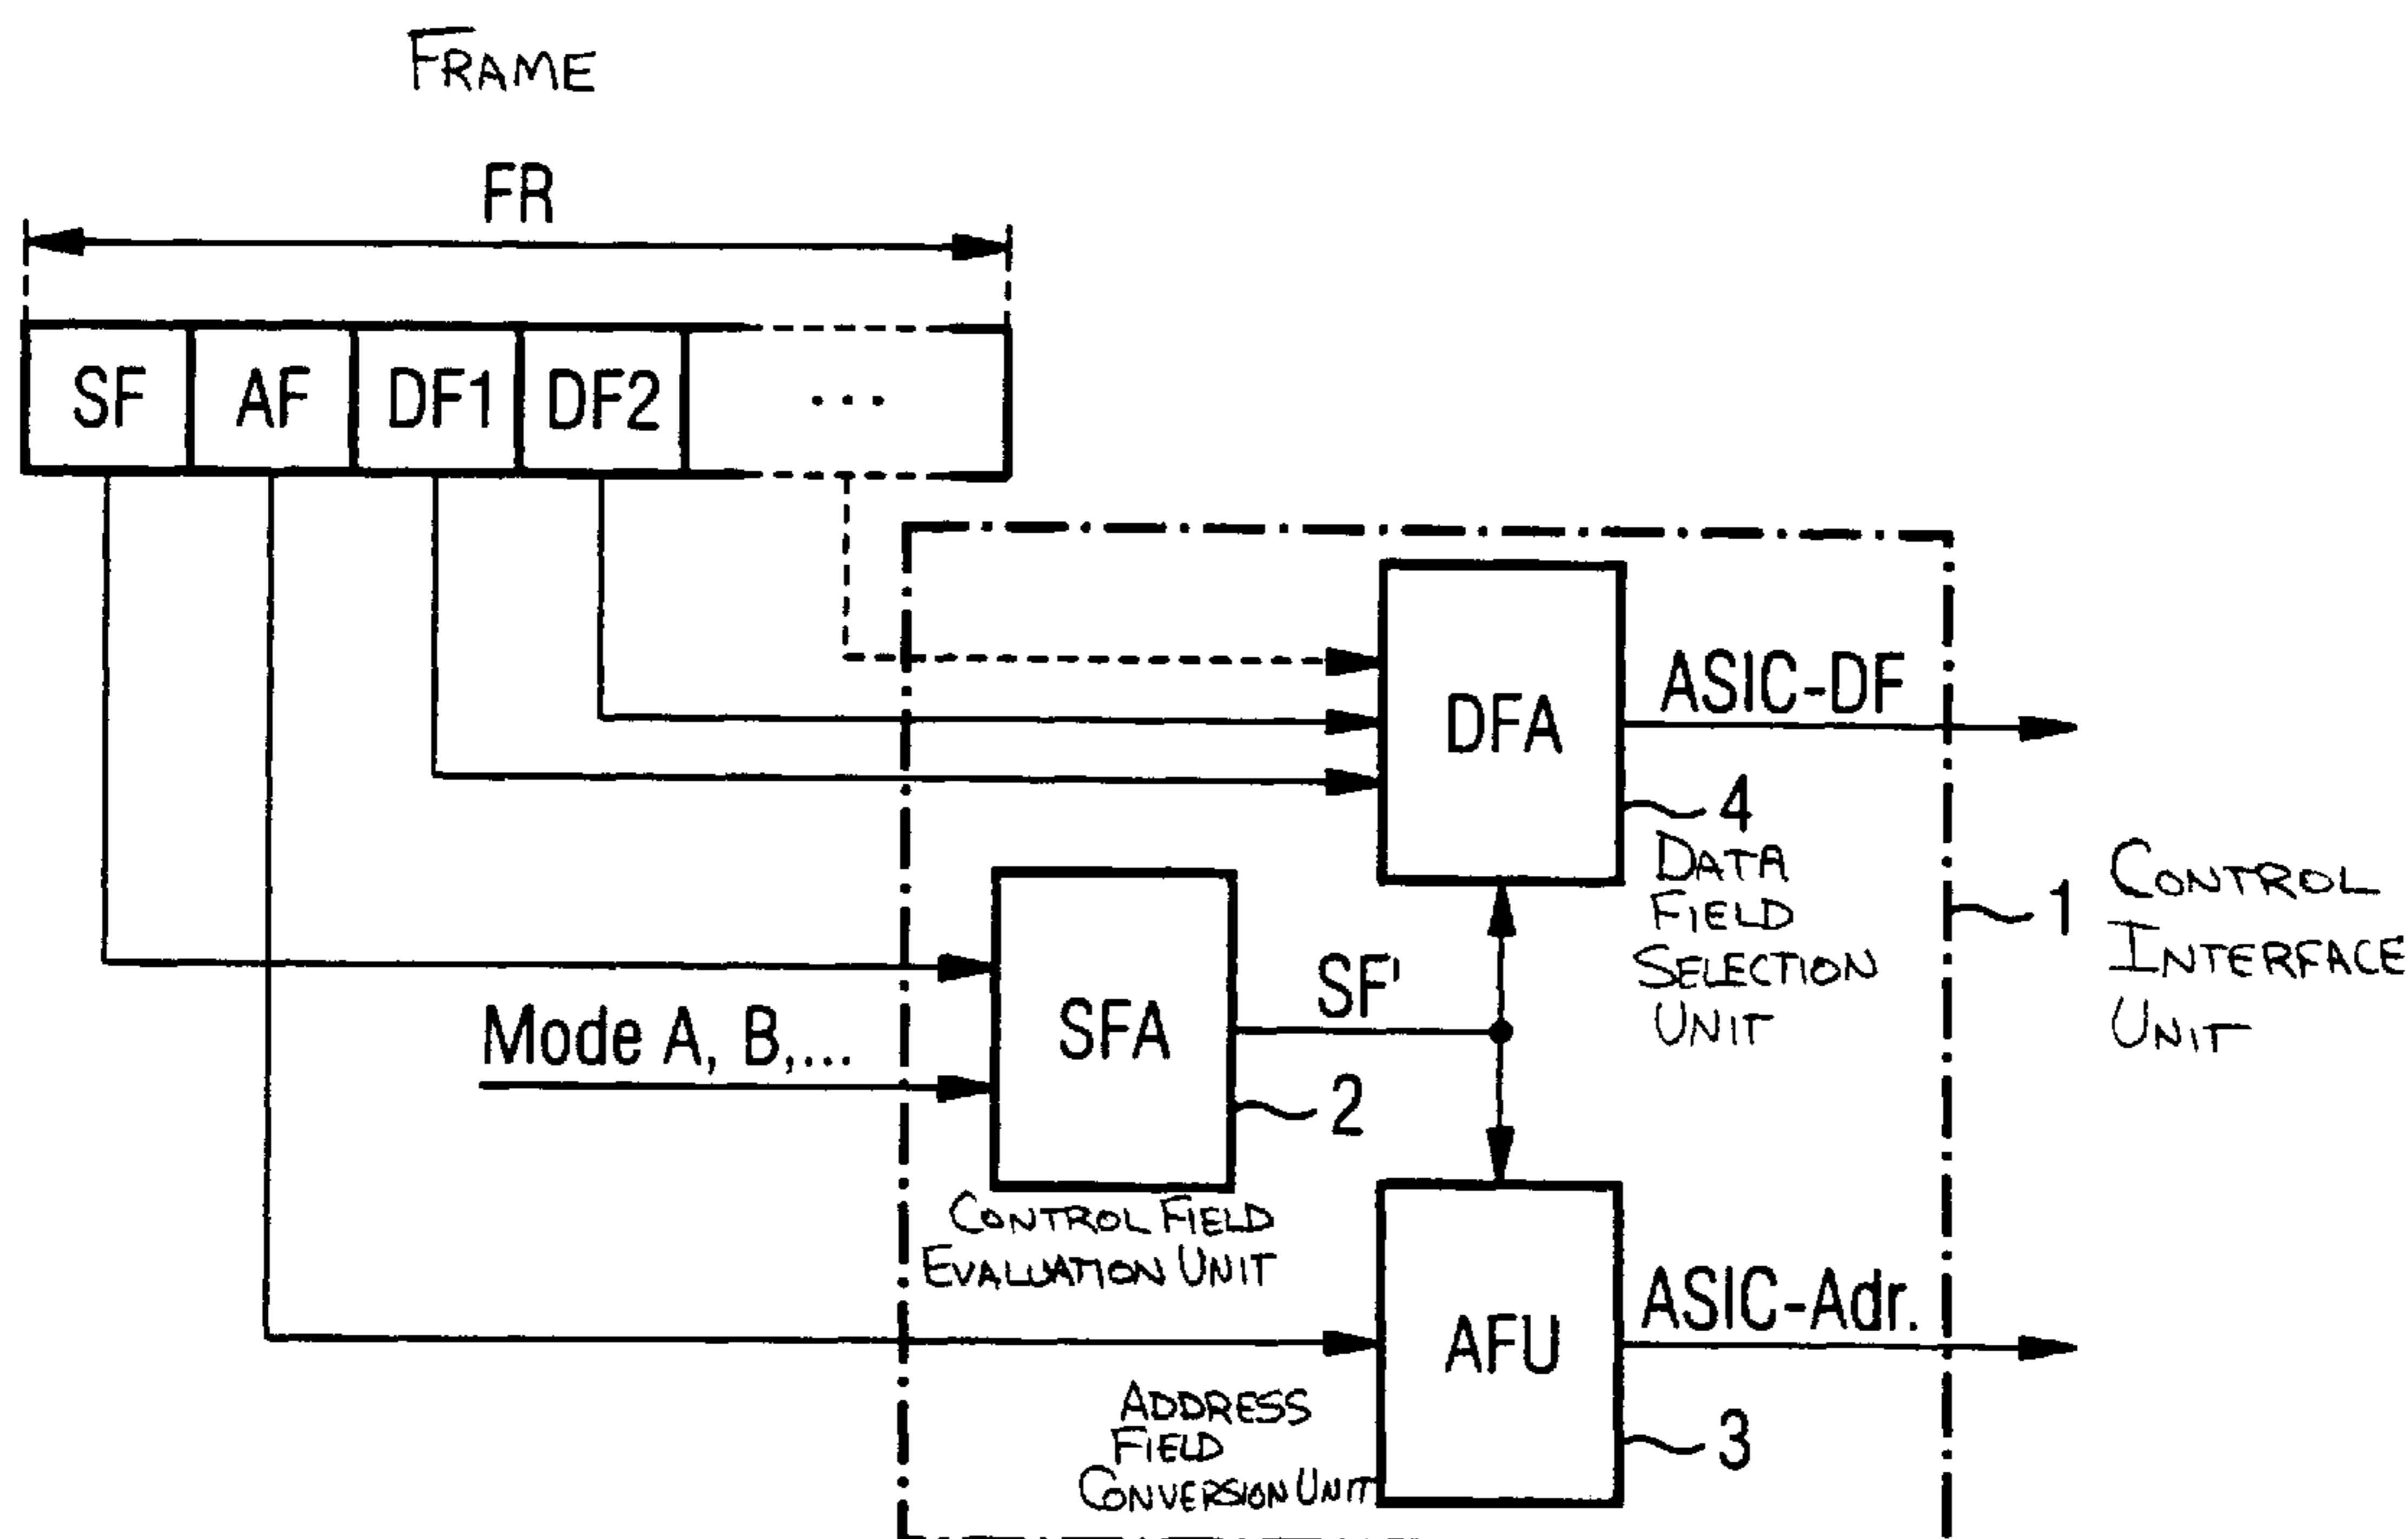 FRAME
FR
SF AF DF1 DF2 ...
DFA
ASIC-DF
4
DATA
FIELD
SELECTION
UNIT
1
CONTROL
INTERFACE
UNIT
SFA
SF'
Mode A, B,...
2
CONTROL FIELD
EVALUATION UNIT
AFU
ASIC-Adr.
3
ADDRESS
FIELD
CONVERSION UNIT